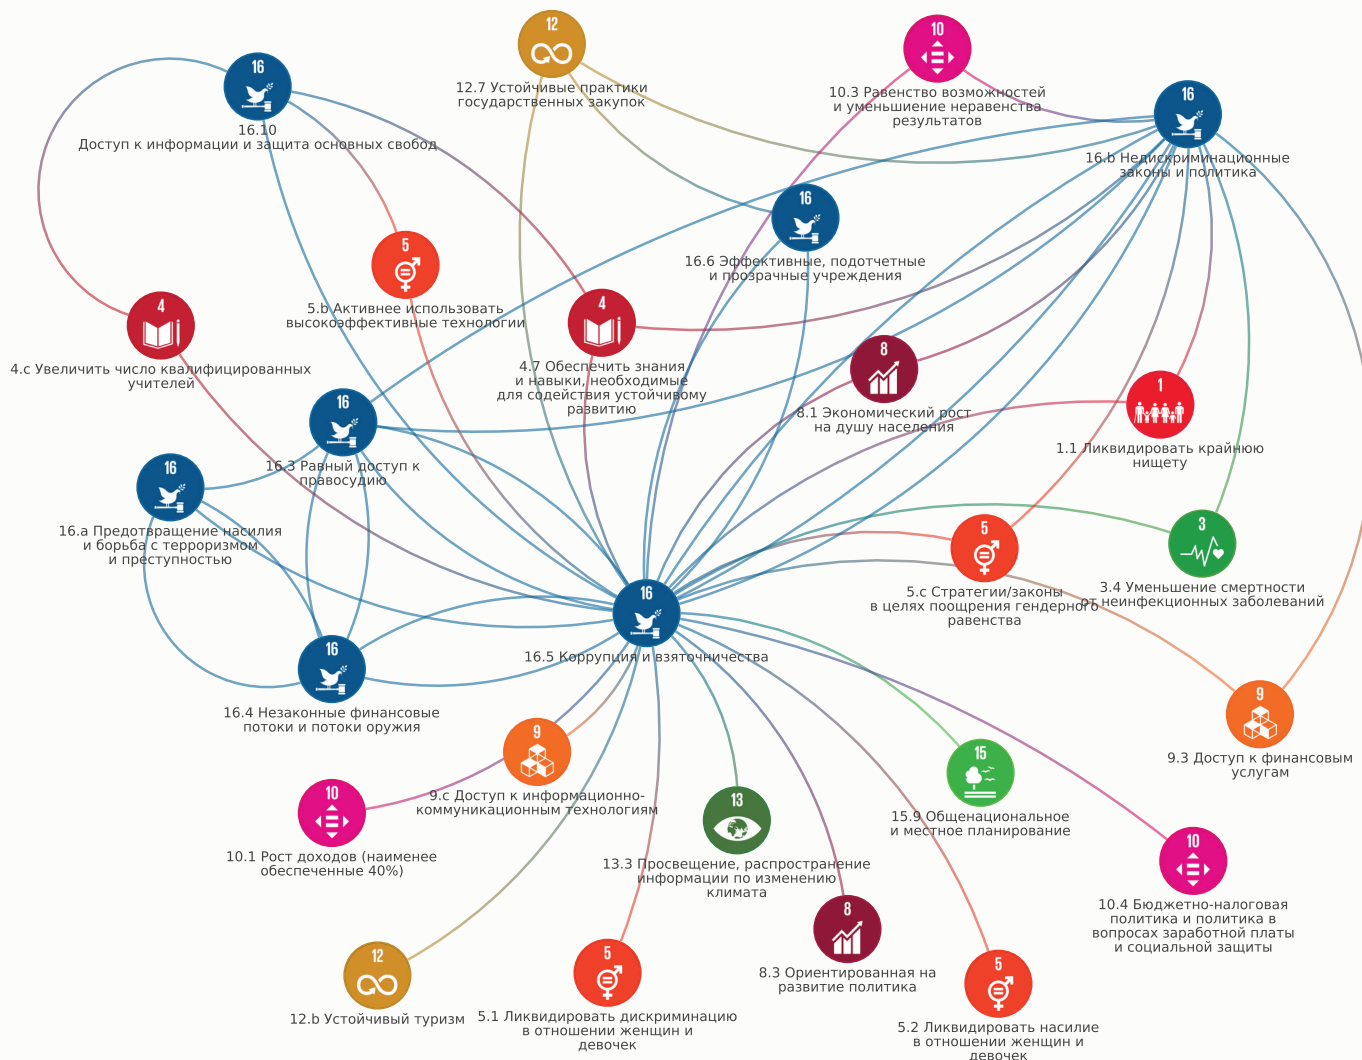 12
12.7 Устойчивые практики
государственных закупок
10
10.3 Равенство возможностей
и уменьшение неравенства
результатов
16
16.10
Доступ к информации и защита основных свобод
16
16.b Недискриминационные
законы и политика
16
16.6 Эффективные, подотчетные
и прозрачные учреждения
5
5.b Активнее использовать
высокоэффективные технологии
4
4.c Увеличить число квалифицированных
учителей
4
4.7 Обеспечить знания
и навыки, необходимые
для содействия устойчивому
развитию
8
8.1 Экономический рост
на душу населения
1
1.1 Ликвидировать крайнюю
нищету
16
16.3 Равный доступ к
правосудию
16
16.a Предотвращение насилия
и борьба с терроризмом
и преступностью
5
5.c Стратегии/законы
в целях поощрения гендерного
равенства
3
3.4 Уменьшение смертности
от неинфекционных заболеваний
16
16.5 Коррупция и взяточничества
16
16.4 Незаконные финансовые
потоки и потоки оружия
9
9.3 Доступ к финансовым
услугам
9
9.c Доступ к информационно-
коммуникационным технологиям
15
15.9 Общенациональное
и местное планирование
10
10.1 Рост доходов (наименее
обеспеченные 40%)
13
13.3 Просвещение, распространение
информации по изменению
климата
10
10.4 Бюджетно-налоговая
политика и политика в
вопросах заработной платы
и социальной защиты
8
8.3 Ориентированная на
развитие политика
12
12.b Устойчивый туризм
5
5.1 Ликвидировать дискриминацию
в отношении женщин и
девочек
5
5.2 Ликвидировать насилие
в отношении женщин и
девочек